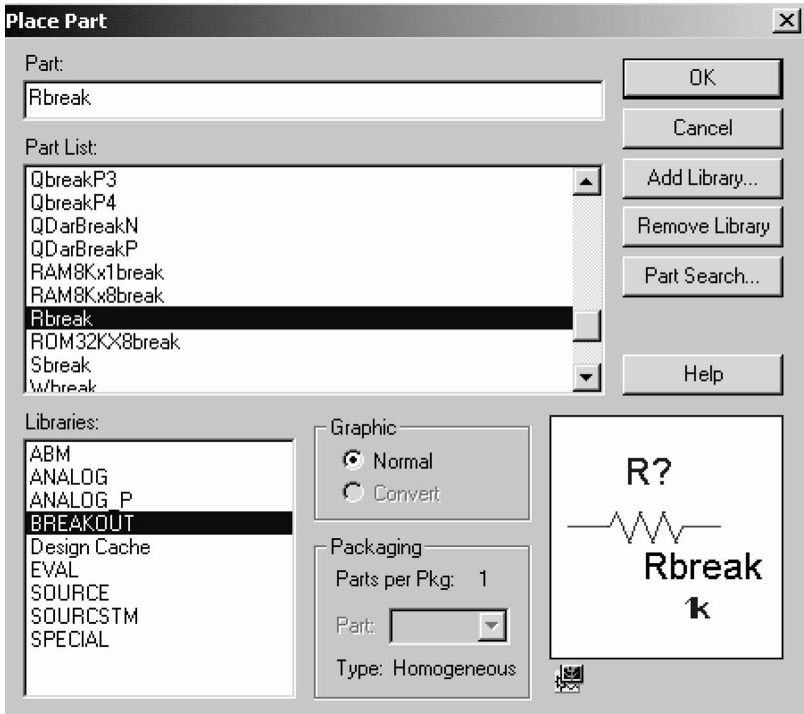 Place Part
Part:
Rbreak
Part List:
QbreakP3
QbreakP4
QDarBreakN
QDarBreakP
RAM8Kx1break
RAM8Kx8break
Rbreak
ROM32KX8break
Sbreak
Wbreak
OK
Cancel
Add Library...
Remove Library
Part Search...
Help
Libraries:
ABM
ANALOG
ANALOG_P
BREAKOUT
Design Cache
EVAL
SOURCE
SOURCSTM
SPECIAL
Graphic
Normal
Convert
Packaging
Parts per Pkg: 1
Part:
Type: Homogeneous
R?
Rbreak
1k